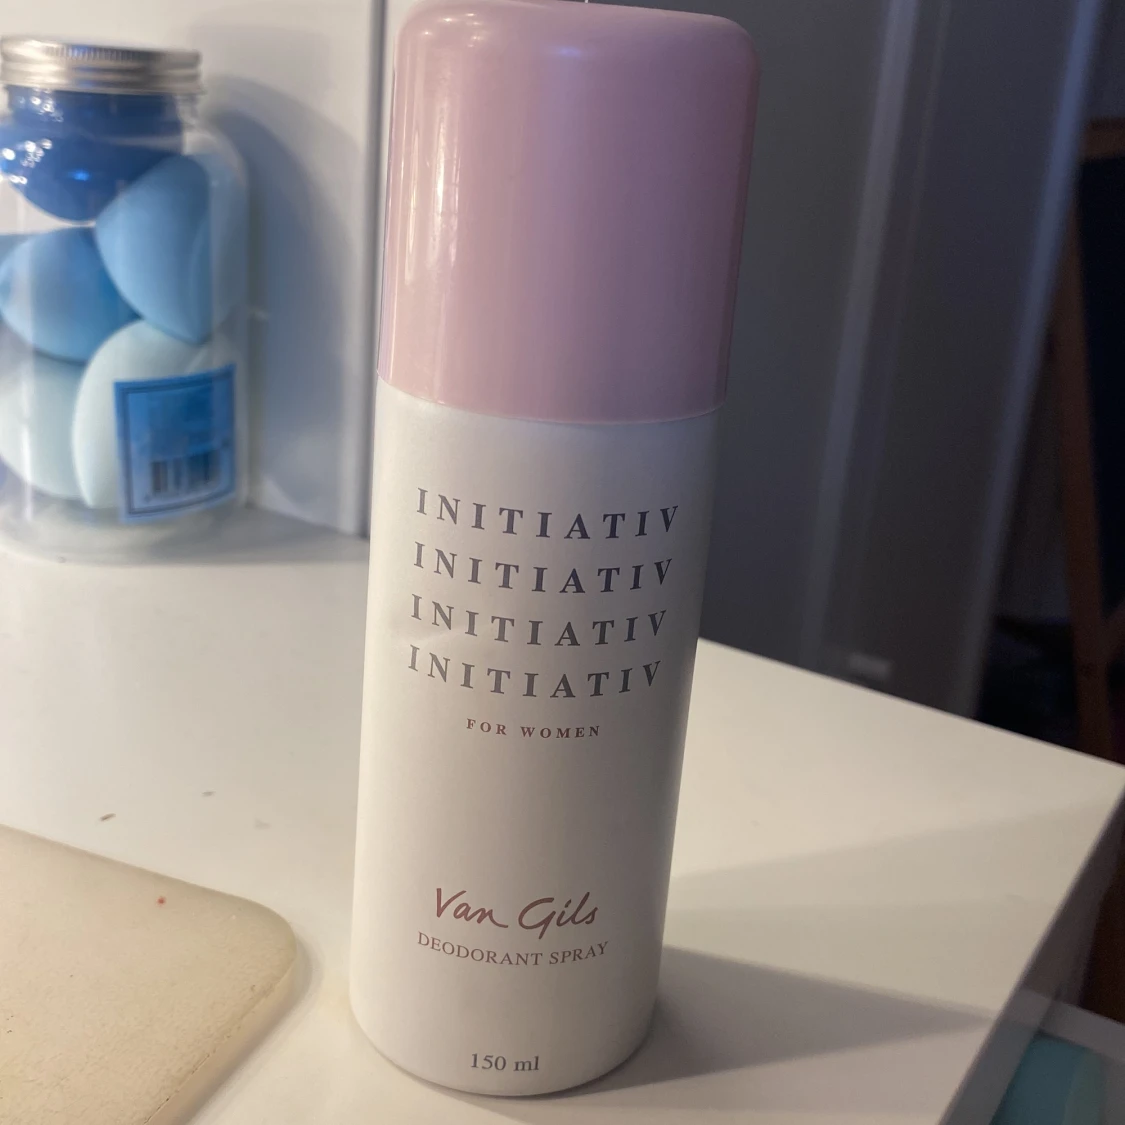 INITIATIV
INITIATIV
INITIATIV
INITIATIV
FOR WOMEN
Van Gils
DEODORANT SPRAY
150 ml